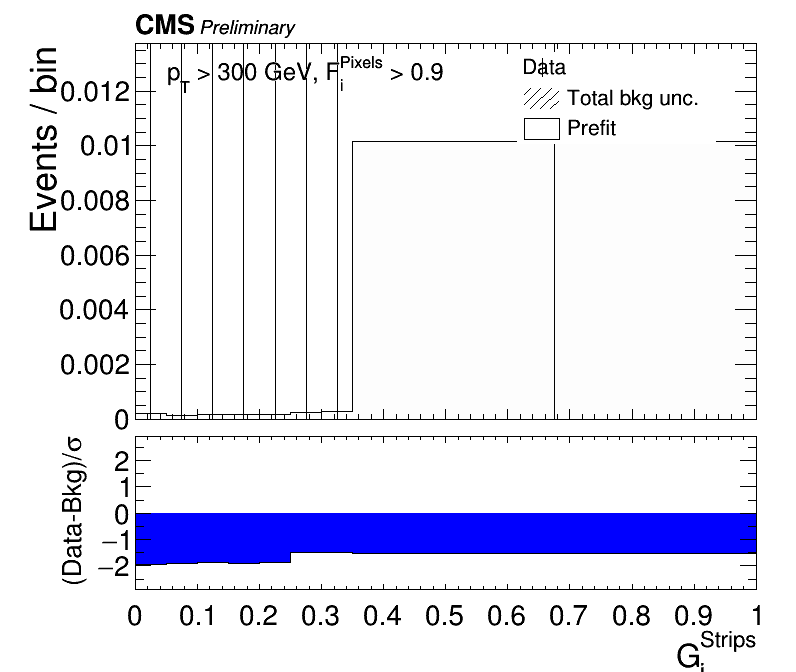 CMS Preliminary
p_T > 300 GeV, F_i^Pixels > 0.9
Data
Total bkg unc.
Prefit
Events / bin
0.012
0.01
0.008
0.006
0.004
0.002
0
(Data-Bkg)/σ
2
1
0
−1
−2
0 0.1 0.2 0.3 0.4 0.5 0.6 0.7 0.8 0.9 1
G_i^Strips